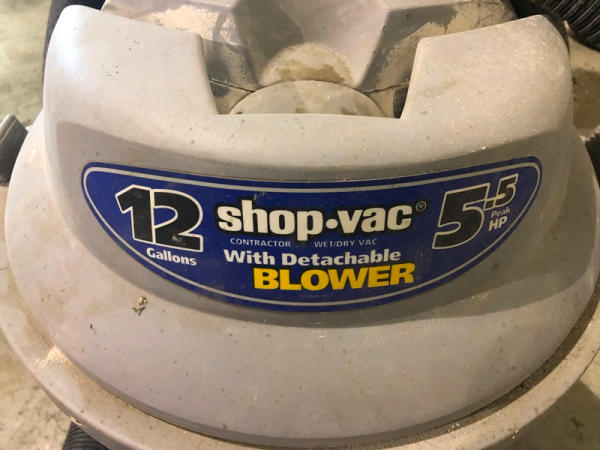 12
Gallons
shop•vac®
CONTRACTOR WET/DRY VAC
With Detachable
BLOWER
5.5
Peak
HP